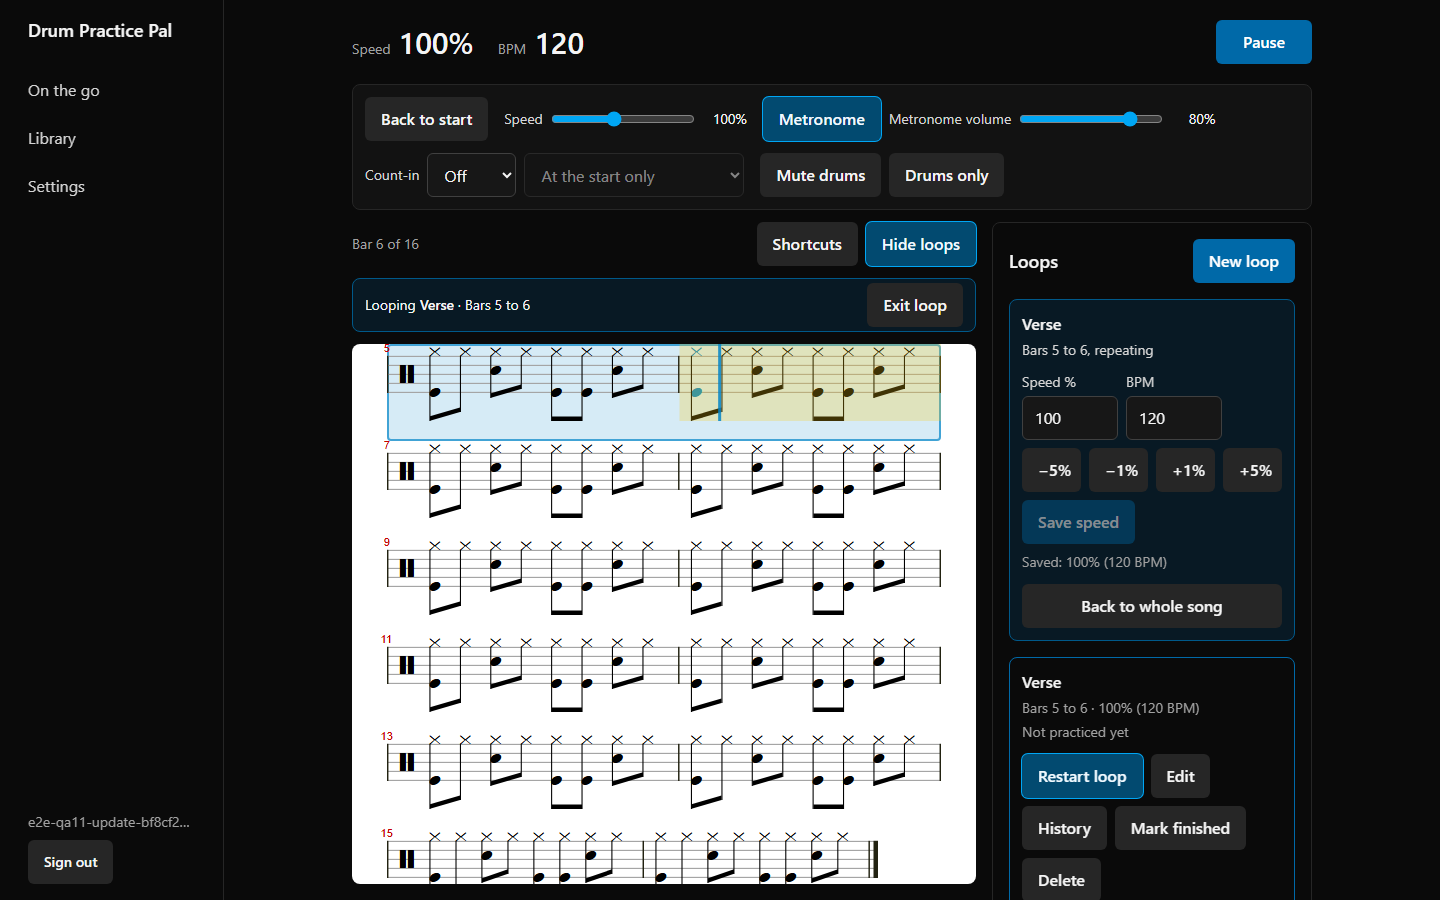 Drum Practice Pal
On the go
Library
Settings
e2e-qa11-update-bf8cf2...
Sign out
Speed 100% BPM 120
Pause
Back to start Speed 100% Metronome Metronome volume 80%
Count-in Off At the start only Mute drums Drums only
Bar 6 of 16 Shortcuts Hide loops
Looping Verse · Bars 5 to 6 Exit loop
5
7
9
11
13
15
Loops New loop
Verse
Bars 5 to 6, repeating
Speed % BPM
100 120
−5% −1% +1% +5%
Save speed
Saved: 100% (120 BPM)
Back to whole song
Verse
Bars 5 to 6 · 100% (120 BPM)
Not practiced yet
Restart loop Edit
History Mark finished
Delete